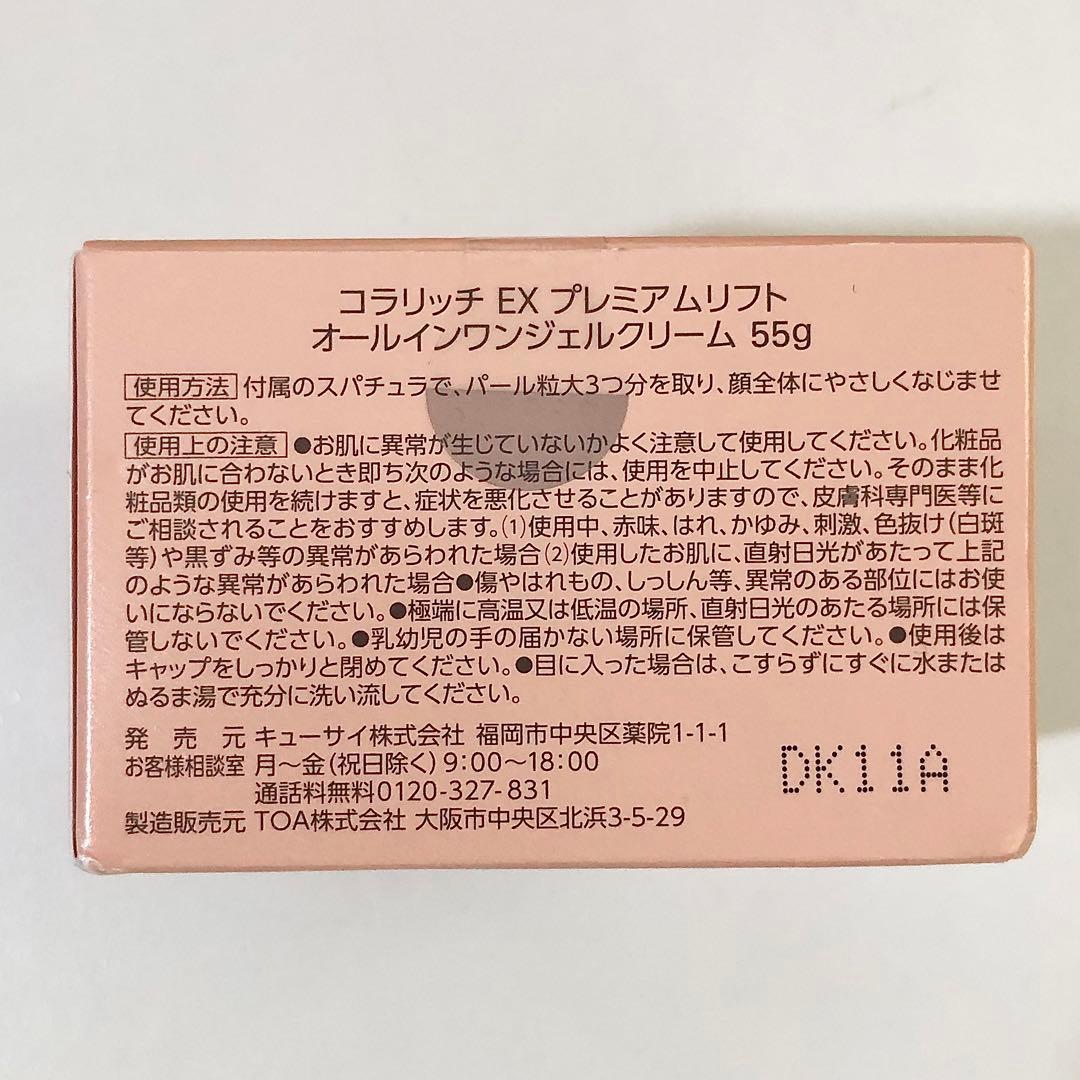 コラリッチ EX プレミアムリフト
オールインワンジェルクリーム 55g
使用方法 付属のスパチュラで、パール粒大3つ分を取り、顔全体にやさしくなじませ
てください。
使用上の注意 ●お肌に異常が生じていないかよく注意して使用してください。化粧品
がお肌に合わないとき即ち次のような場合には、使用を中止してください。そのまま化
粧品類の使用を続けますと、症状を悪化させることがありますので、皮膚科専門医等に
ご相談されることをおすすめします。(1)使用中、赤味、はれ、かゆみ、刺激、色抜け(白斑
等)や黒ずみ等の異常があらわれた場合(2)使用したお肌に、直射日光があたって上記
のような異常があらわれた場合●傷やはれもの、しっしん等、異常のある部位にはお使
いにならないでください。●極端に高温又は低温の場所、直射日光のあたる場所には保
管しないでください。●乳幼児の手の届かない場所に保管してください。●使用後は
キャップをしっかりと閉めてください。●目に入った場合は、こすらずにすぐに水または
ぬるま湯で充分に洗い流してください。
発売元 キューサイ株式会社 福岡市中央区薬院1-1-1
お客様相談室 月～金(祝日除く)9:00～18:00
通話料無料0120-327-831
製造販売元 TOA株式会社 大阪市中央区北浜3-5-29
DK11A